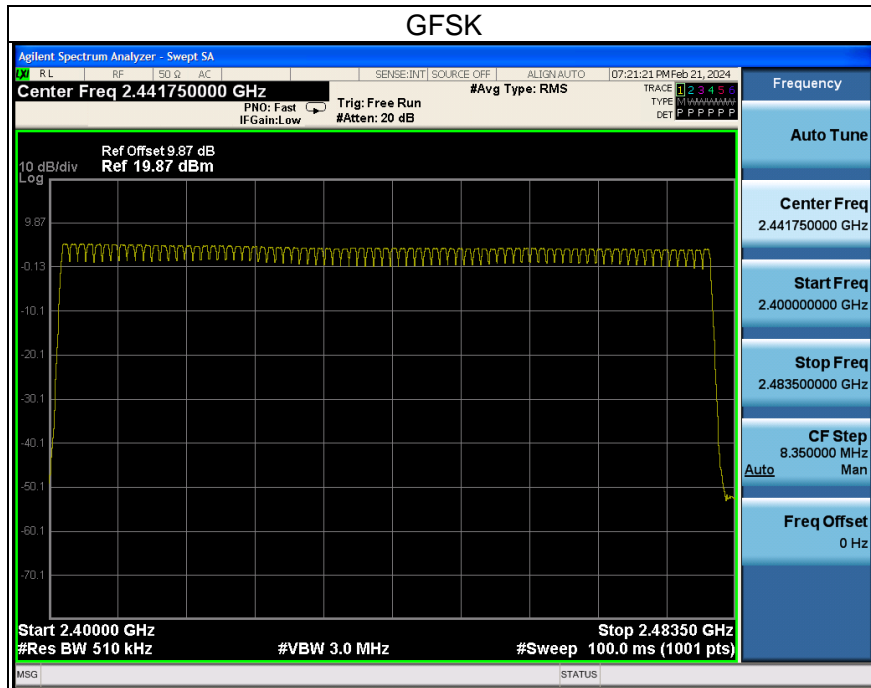 GFSK
Agilent Spectrum Analyzer - Swept SA
LXI RL RF 50 Ω AC SENSE:INT SOURCE OFF ALIGN AUTO 07:21:21 PM Feb 21, 2024
Center Freq 2.441750000 GHz #Avg Type: RMS TRACE 1 2 3 4 5 6
PNO: Fast Trig: Free Run TYPE M WWWWW
IFGain:Low #Atten: 20 dB DET P P P P P P
Ref Offset 9.87 dB
10 dB/div Ref 19.87 dBm
Log
9.87
-0.13
-10.1
-20.1
-30.1
-40.1
-50.1
-60.1
-70.1
Start 2.40000 GHz Stop 2.48350 GHz
#Res BW 510 kHz #VBW 3.0 MHz #Sweep 100.0 ms (1001 pts)
MSG STATUS
Frequency
Auto Tune
Center Freq
2.441750000 GHz
Start Freq
2.400000000 GHz
Stop Freq
2.483500000 GHz
CF Step
8.350000 MHz
Auto Man
Freq Offset
0 Hz